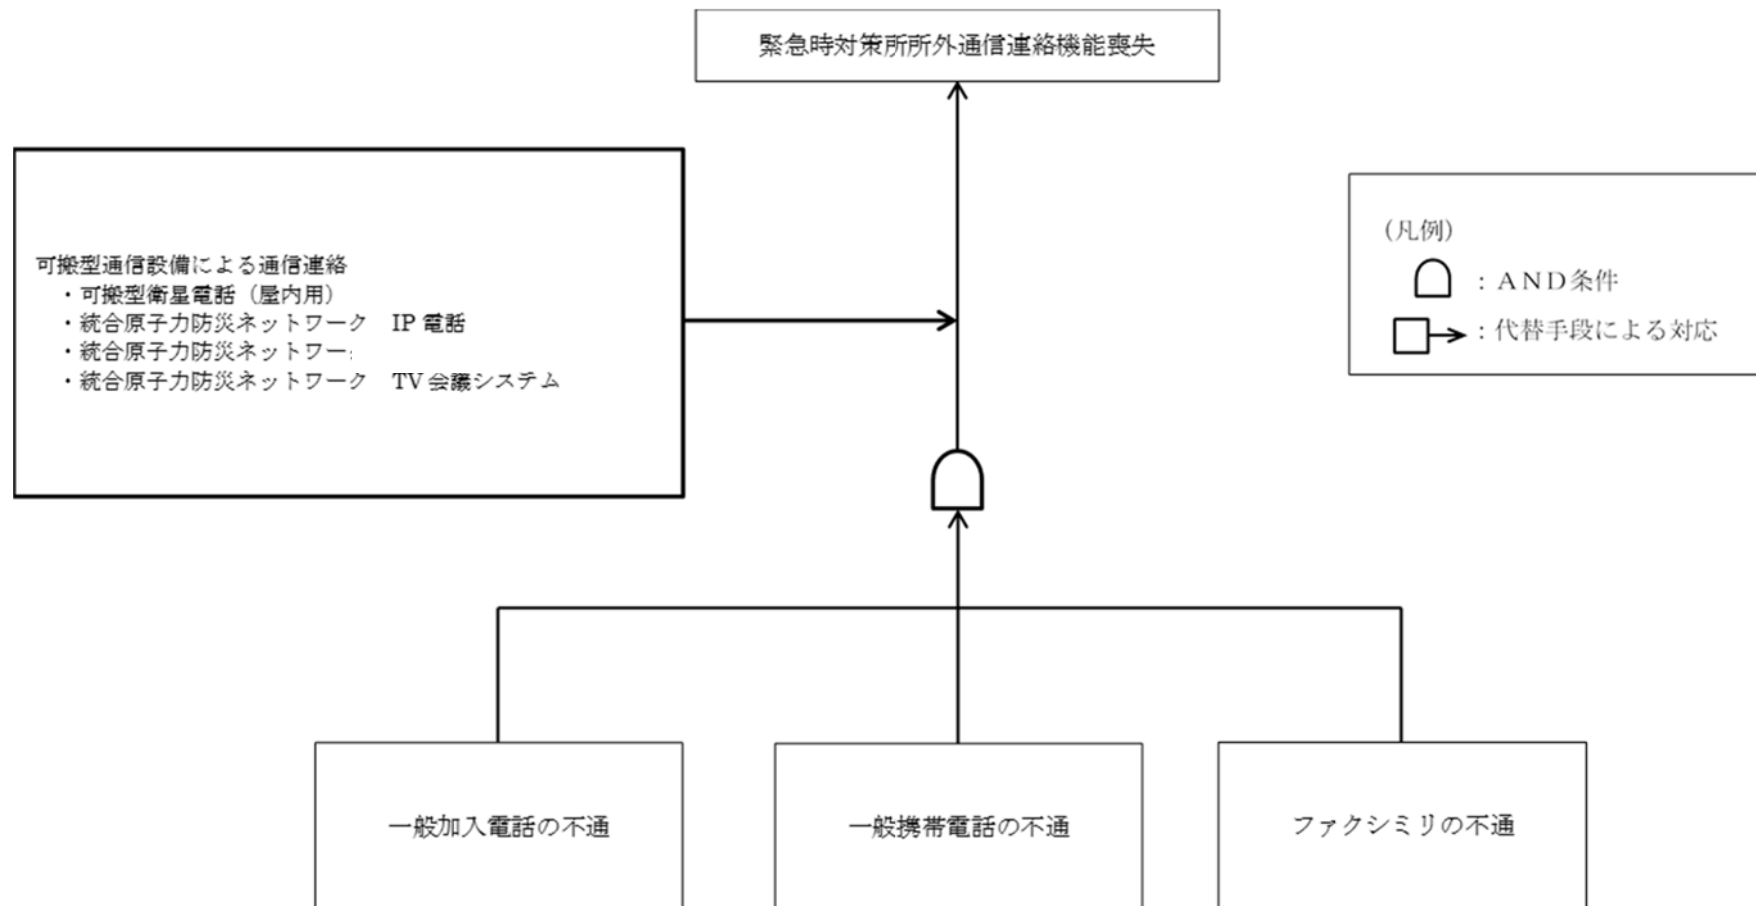 緊急時対策所所外通信連絡機能喪失
可搬型通信設備による通信連絡
・可搬型衛星電話（屋内用）
・統合原子力防災ネットワーク　IP 電話
・統合原子力防災ネットワー
・統合原子力防災ネットワーク　TV 会議システム
（凡例）
：ＡＮＤ条件
：代替手段による対応
一般加入電話の不通
一般携帯電話の不通
ファクシミリの不通